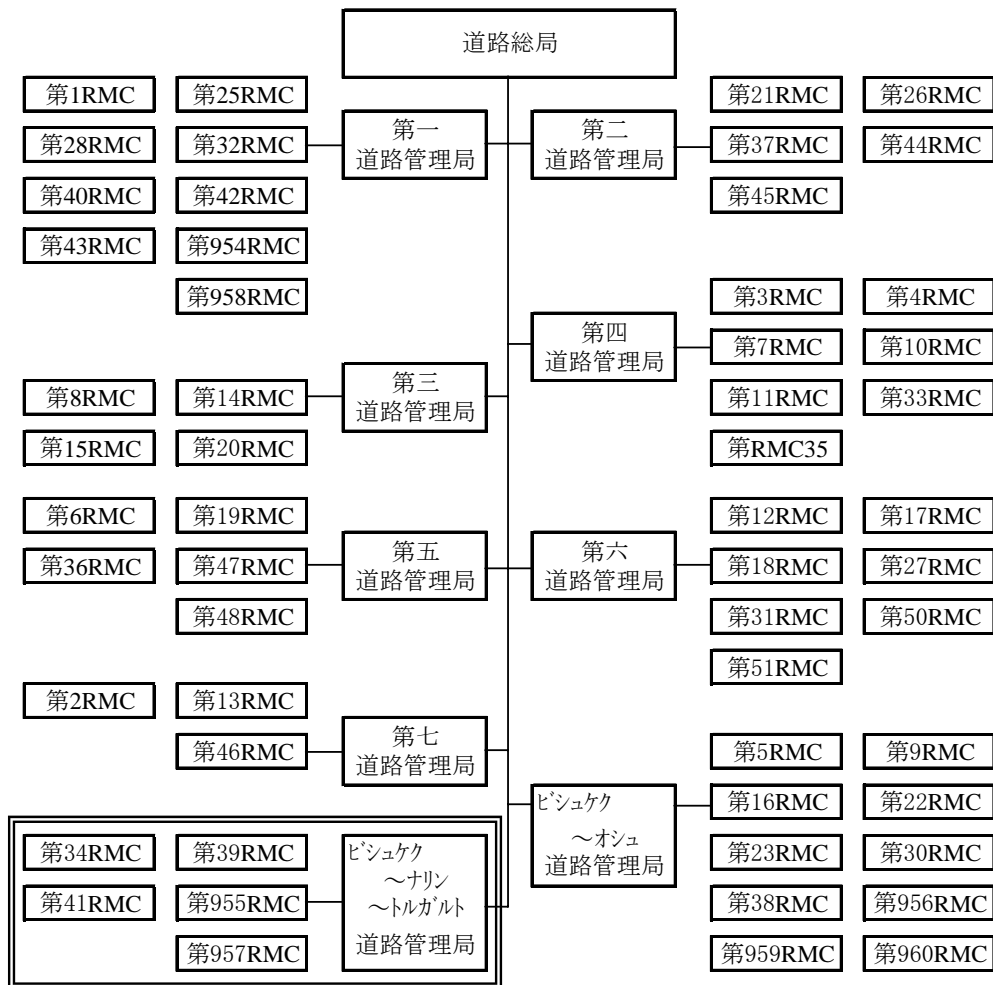 道路総局
第1RMC
第25RMC
第28RMC
第32RMC
第40RMC
第42RMC
第43RMC
第954RMC
第958RMC
第一
道路管理局
第二
道路管理局
第21RMC
第26RMC
第37RMC
第44RMC
第45RMC
第四
道路管理局
第3RMC
第4RMC
第7RMC
第10RMC
第11RMC
第33RMC
第RMC35
第8RMC
第14RMC
第15RMC
第20RMC
第三
道路管理局
第6RMC
第19RMC
第36RMC
第47RMC
第48RMC
第五
道路管理局
第六
道路管理局
第12RMC
第17RMC
第18RMC
第27RMC
第31RMC
第50RMC
第51RMC
第2RMC
第13RMC
第46RMC
第七
道路管理局
ビシュケク
～オシュ
道路管理局
第5RMC
第9RMC
第16RMC
第22RMC
第23RMC
第30RMC
第38RMC
第956RMC
第959RMC
第960RMC
第34RMC
第39RMC
第41RMC
第955RMC
第957RMC
ビシュケク
～ナリン
～トルガルト
道路管理局